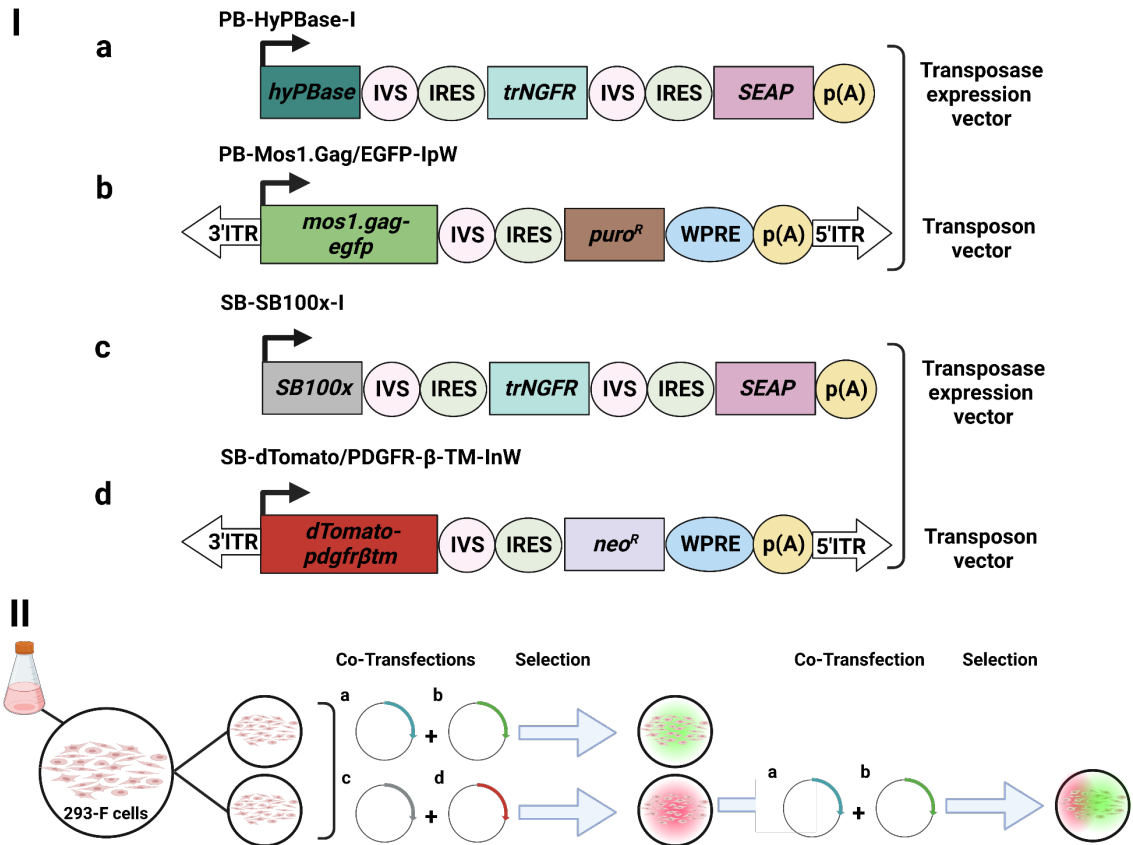 I
PB-HyPBase-I
a
hyPBase IVS IRES trNGFR IVS IRES SEAP p(A)
Transposase
expression
vector
PB-Mos1.Gag/EGFP-IpW
b
3'ITR mos1.gag-
egfp IVS IRES puroR WPRE p(A) 5'ITR
Transposon
vector
SB-SB100x-I
c
SB100x IVS IRES trNGFR IVS IRES SEAP p(A)
Transposase
expression
vector
SB-dTomato/PDGFR-β-TM-InW
d
3'ITR dTomato-
pdgfrβtm IVS IRES neoR WPRE p(A) 5'ITR
Transposon
vector
II
Co-Transfections Selection Co-Transfection Selection
a b
+
c d
+
a b
+
293-F cells